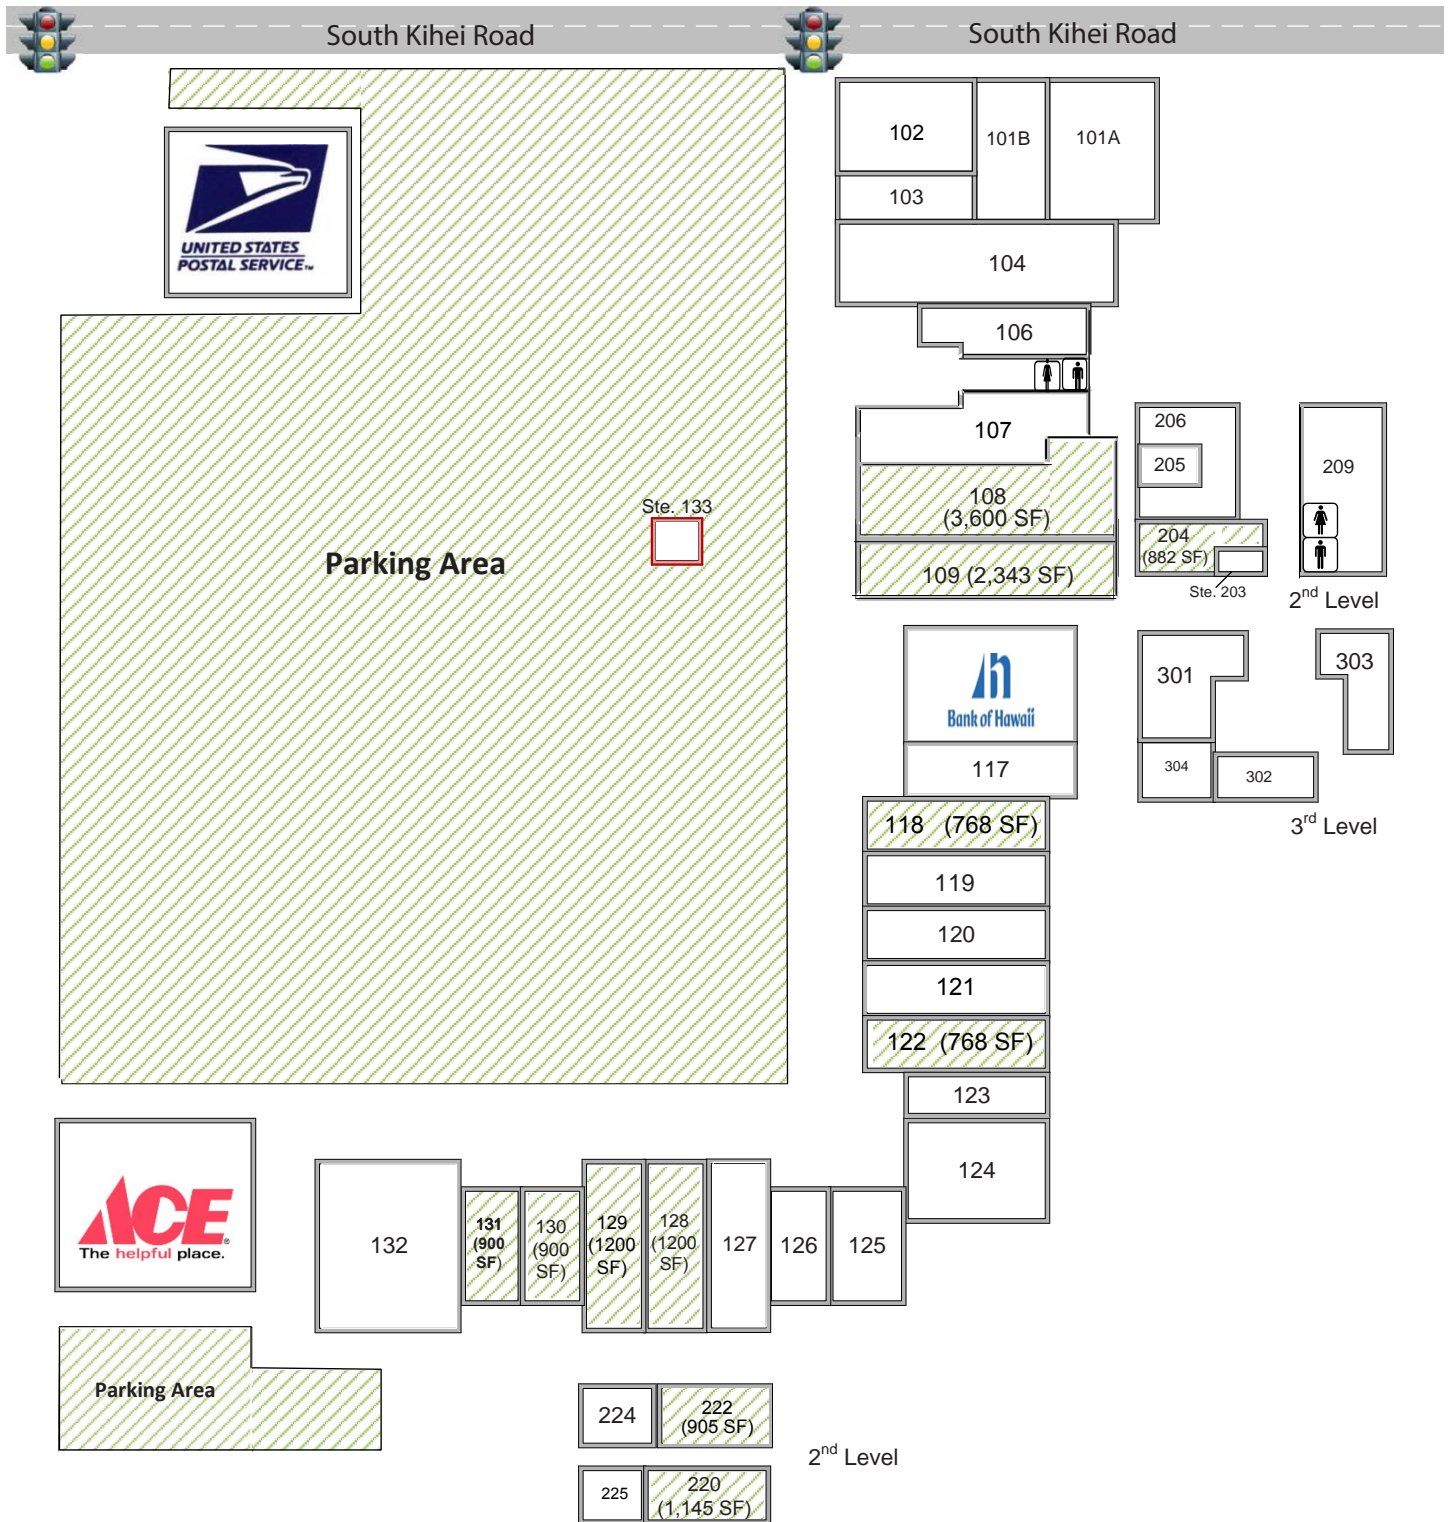 South Kihei Road
South Kihei Road
UNITED STATES
POSTAL SERVICE™
102
101B
101A
103
104
106
107
108
(3,600 SF)
109 (2,343 SF)
206
205
204
(882 SF)
Ste. 203
209
2nd Level
Ste. 133
Parking Area
Bank of Hawaii
117
301
303
304
302
3rd Level
118 (768 SF)
119
120
121
122 (768 SF)
123
124
ACE®
The helpful place.
132
131
(900
SF)
130
(900
SF)
129
(1200
SF)
128
(1200
SF)
127
126
125
Parking Area
224
222
(905 SF)
2nd Level
225
220
(1,145 SF)